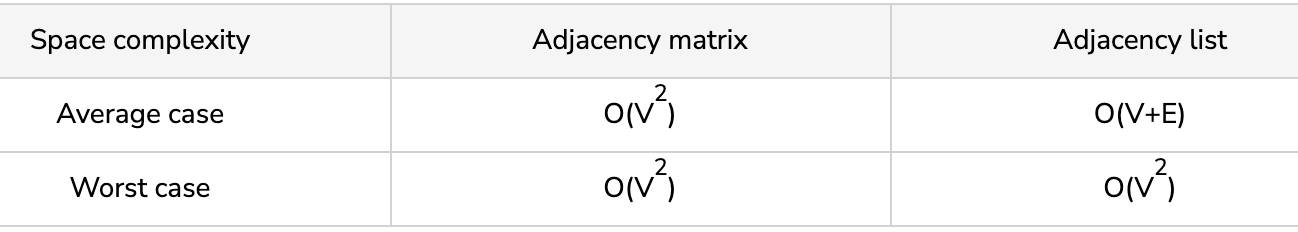 Space complexity Adjacency matrix Adjacency list
Average case O(V²) O(V+E)
Worst case O(V²) O(V²)